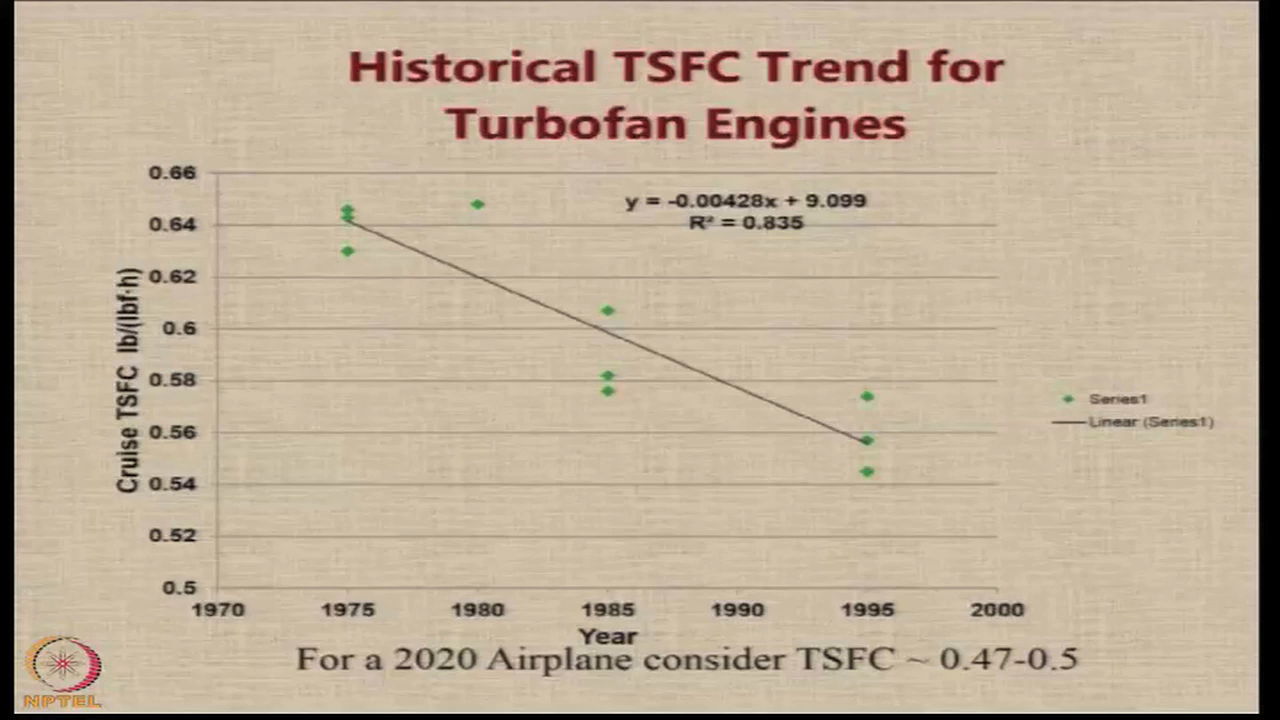 Historical TSFC Trend for
Turbofan Engines
0.66
0.64
0.62
0.6
0.58
0.56
0.54
0.52
0.5
Cruise TSFC lb/(lbf·h)
y = -0.00428x + 9.099
R² = 0.835
Series1
Linear (Series1)
1970 1975 1980 1985 1990 1995 2000
Year
For a 2020 Airplane consider TSFC ~ 0.47-0.5
NPTEL